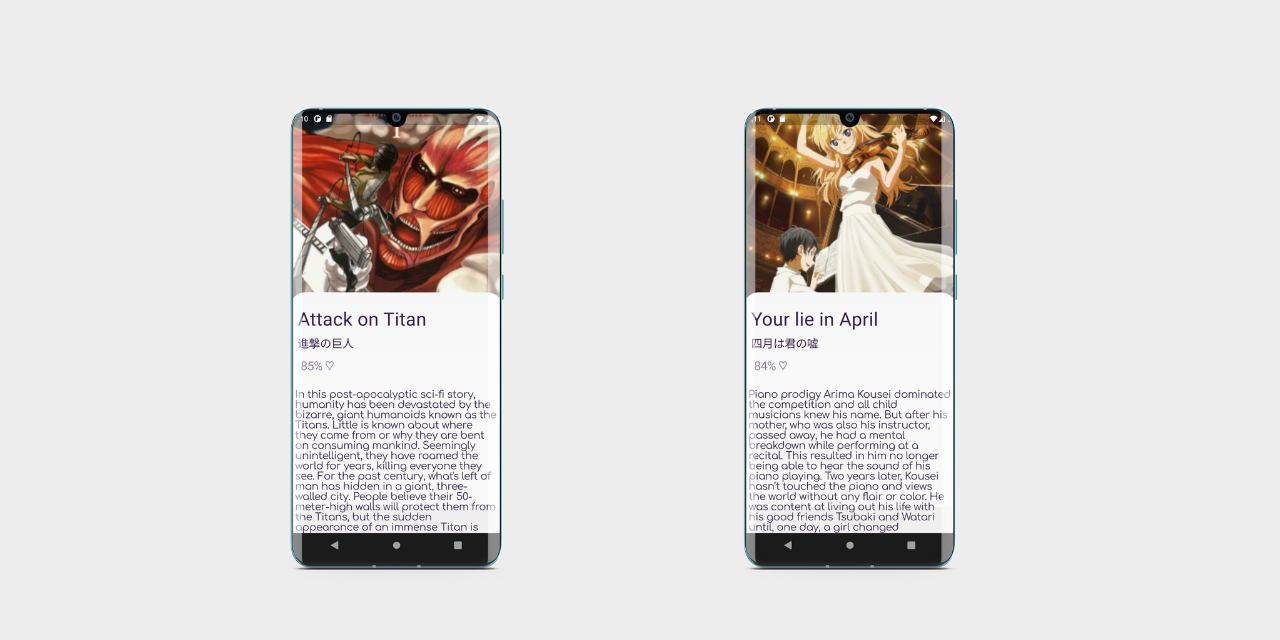 10
Attack on Titan
進撃の巨人
85% ♡
In this post-apocalyptic sci-fi story,
humanity has been devastated by the
bizarre, giant humanoids known as the
Titans. Little is known about where
they came from or why they are bent
on consuming mankind. Seemingly
unintelligent, they have roamed the
world for years, killing everyone they
see. For the past century, what's left of
man has hidden in a giant, three-
walled city. People believe their 50-
meter-high walls will protect them from
the Titans, but the sudden
appearance of an immense Titan is
11
Your lie in April
四月は君の嘘
84% ♡
Piano prodigy Arima Kousei dominated
the competition and all child
musicians knew his name. But after his
mother, who was also his instructor,
passed away, he had a mental
breakdown while performing at a
recital. This resulted in him no longer
being able to hear the sound of his
piano playing. Two years later, Kousei
hasn't touched the piano and views
the world without any flair or color. He
was content at living out his life with
his good friends Tsubaki and Watari
until, one day, a girl changed